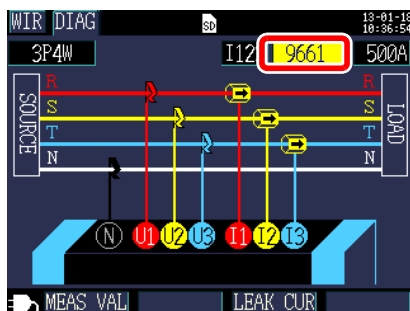 WIR DIAG SD 13-01-18
10:36:54
3P4W I12 9661 500A
R R
S S
T T
N N
SOURCE LOAD
N U1 U2 U3 I1 I2 I3
MEAS VAL LEAK CUR